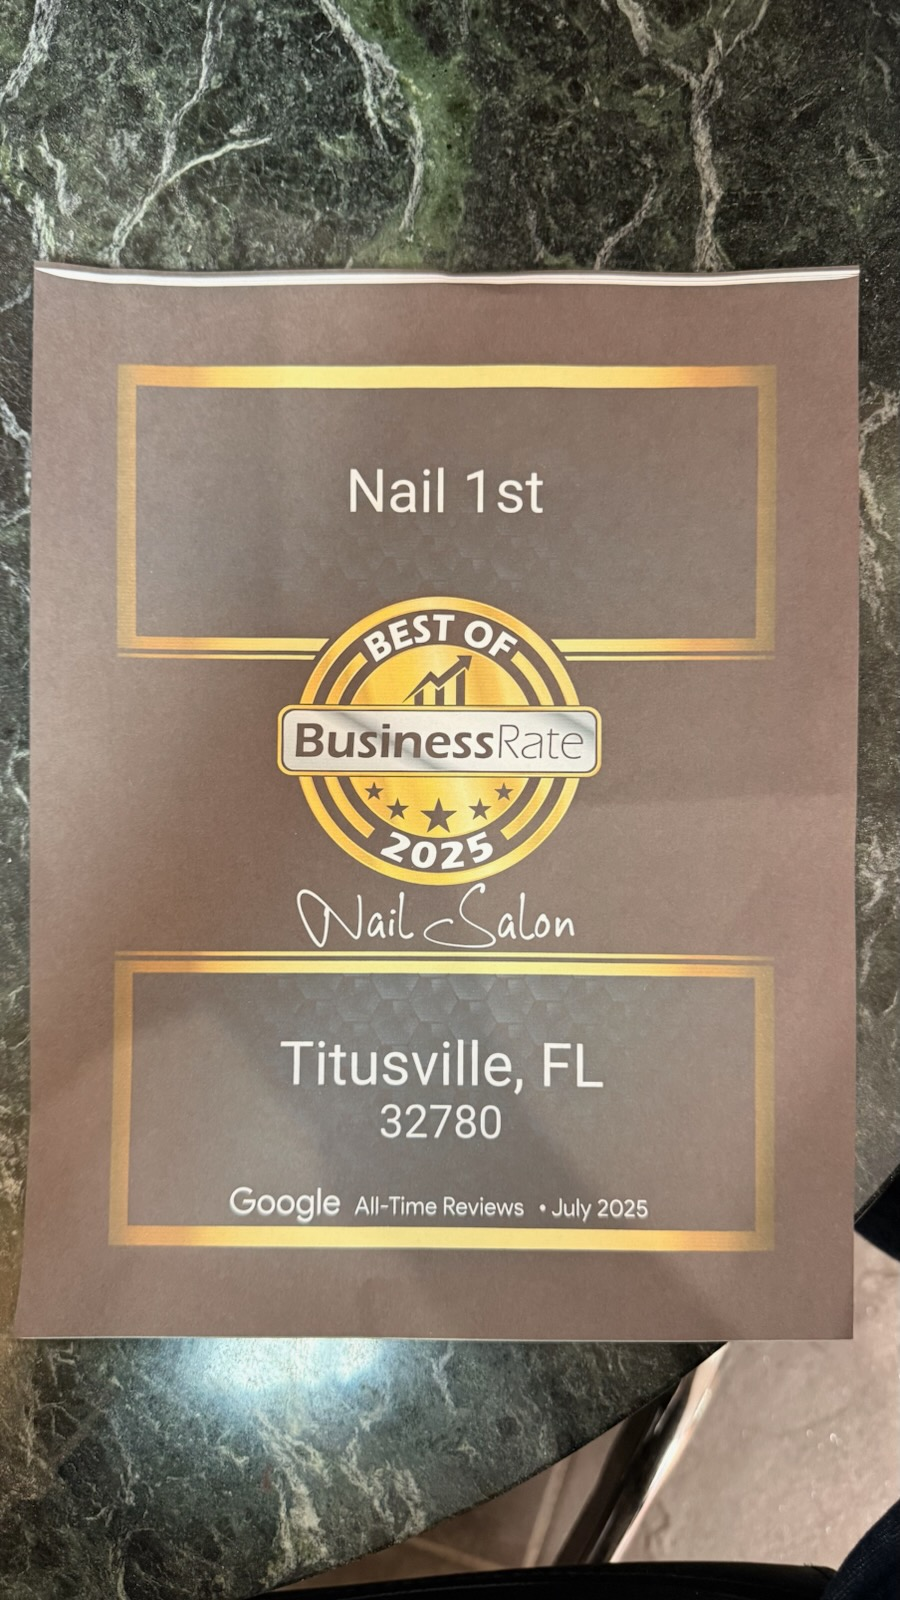 Nail 1st
BEST OF
BusinessRate
2025
Nail Salon
Titusville, FL
32780
Google All-Time Reviews • July 2025